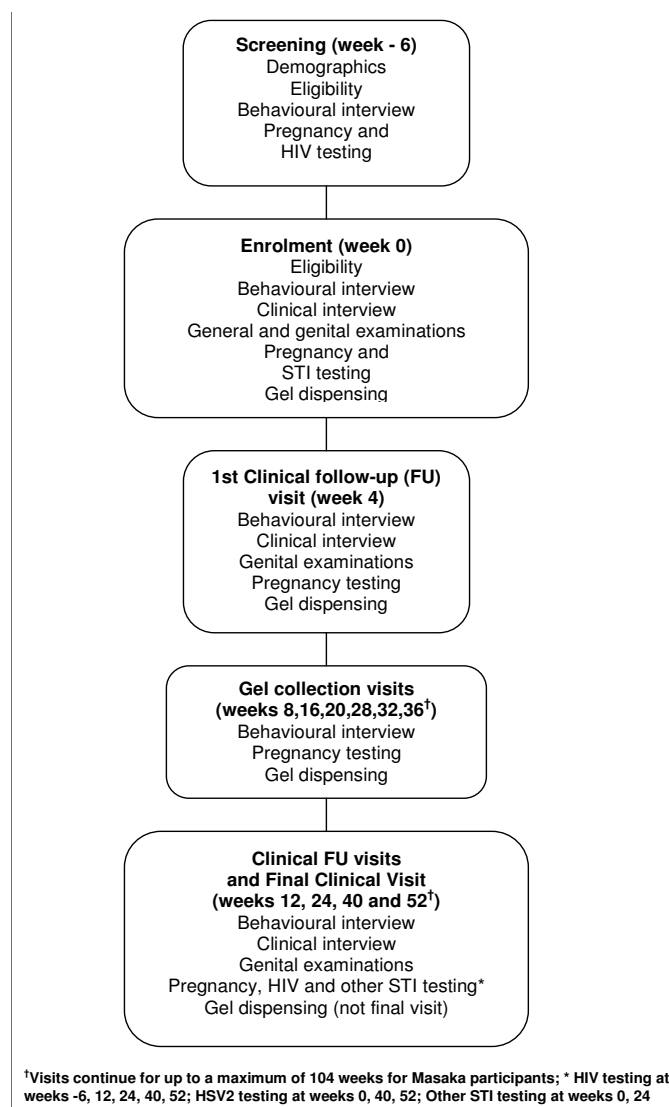 Screening (week - 6)
Demographics
Eligibility
Behavioural interview
Pregnancy and
HIV testing
Enrolment (week 0)
Eligibility
Behavioural interview
Clinical interview
General and genital examinations
Pregnancy and
STI testing
Gel dispensing
1st Clinical follow-up (FU)
visit (week 4)
Behavioural interview
Clinical interview
Genital examinations
Pregnancy testing
Gel dispensing
Gel collection visits
(weeks 8,16,20,28,32,36†)
Behavioural interview
Pregnancy testing
Gel dispensing
Clinical FU visits
and Final Clinical Visit
(weeks 12, 24, 40 and 52†)
Behavioural interview
Clinical interview
Genital examinations
Pregnancy, HIV and other STI testing*
Gel dispensing (not final visit)
†Visits continue for up to a maximum of 104 weeks for Masaka participants; * HIV testing at
weeks -6, 12, 24, 40, 52; HSV2 testing at weeks 0, 40, 52; Other STI testing at weeks 0, 24